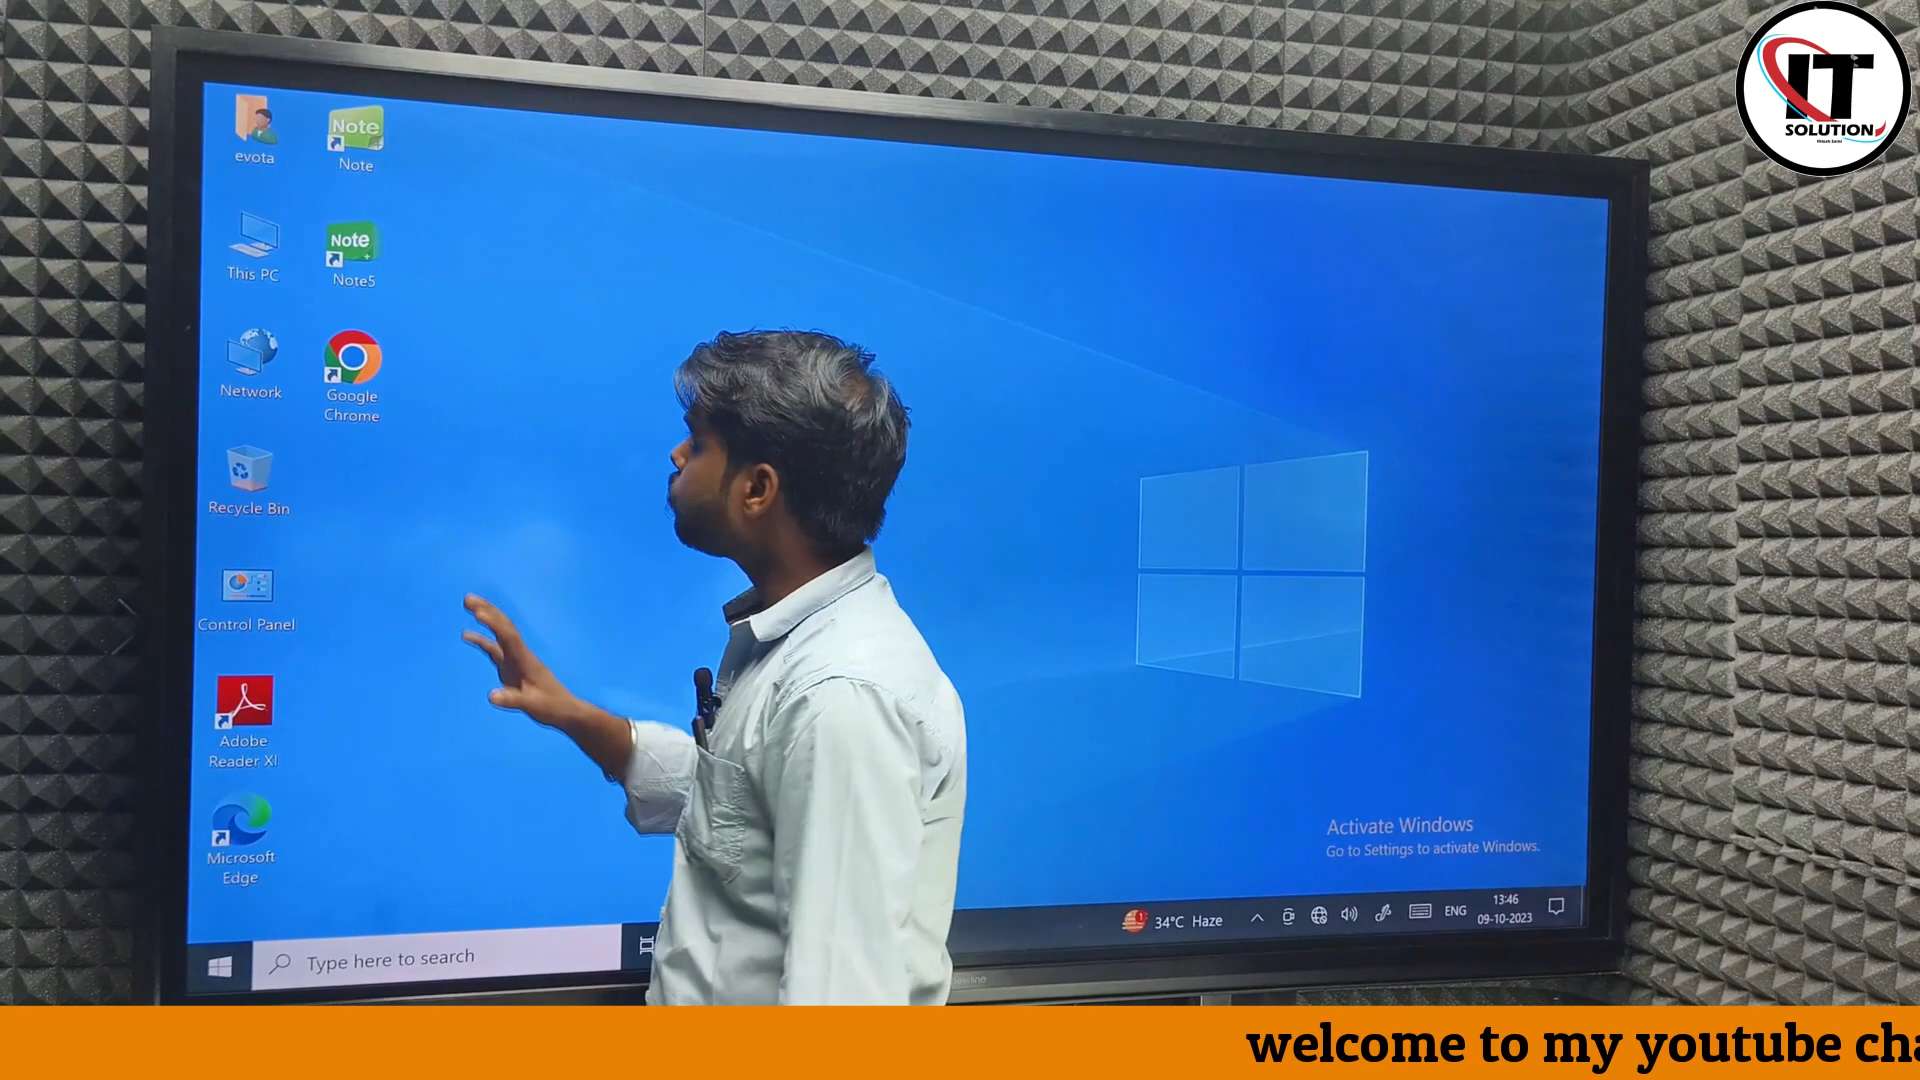 IT
SOLUTION
evota
Note
Note
This PC
Note
Note5
Network
Google
Chrome
Recycle Bin
Control Panel
Adobe
Reader XI
Microsoft
Edge
Activate Windows
Go to Settings to activate Windows.
Type here to search
1
34°C Haze
ENG
13:46
09-10-2023
welcome to my youtube cha